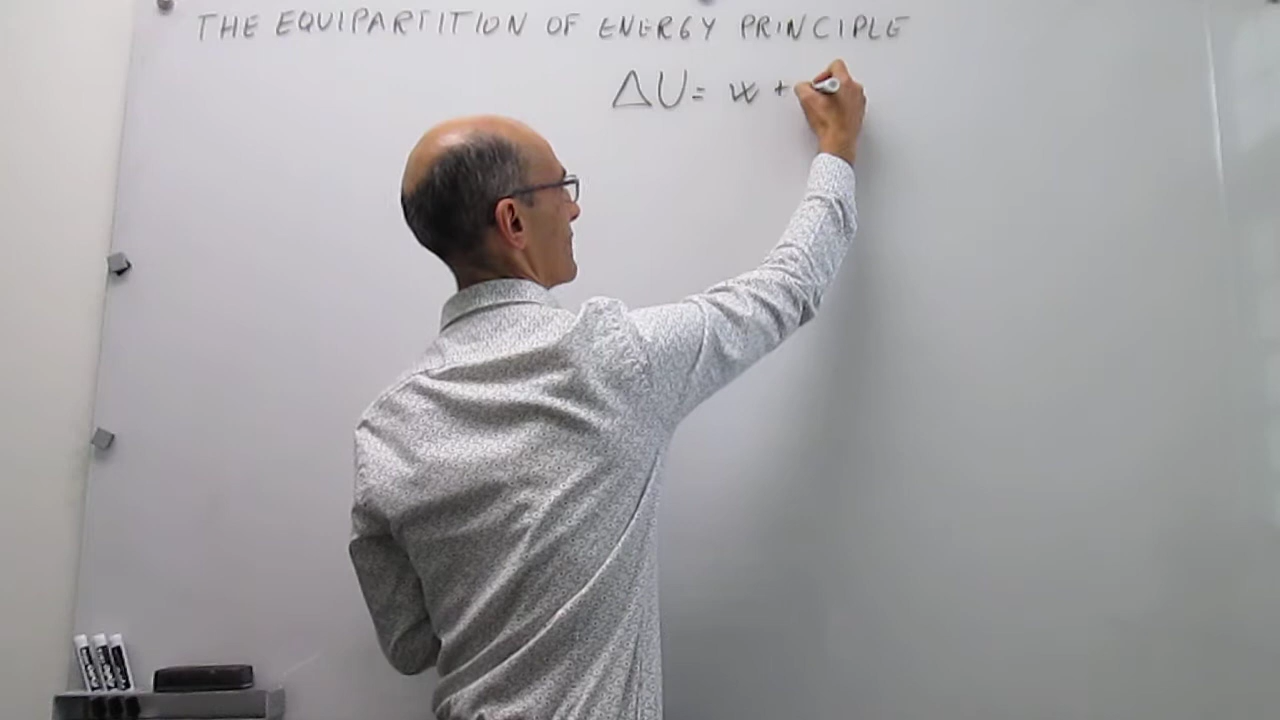 THE EQUIPARTITION OF ENERGY PRINCIPLE
ΔU = w +